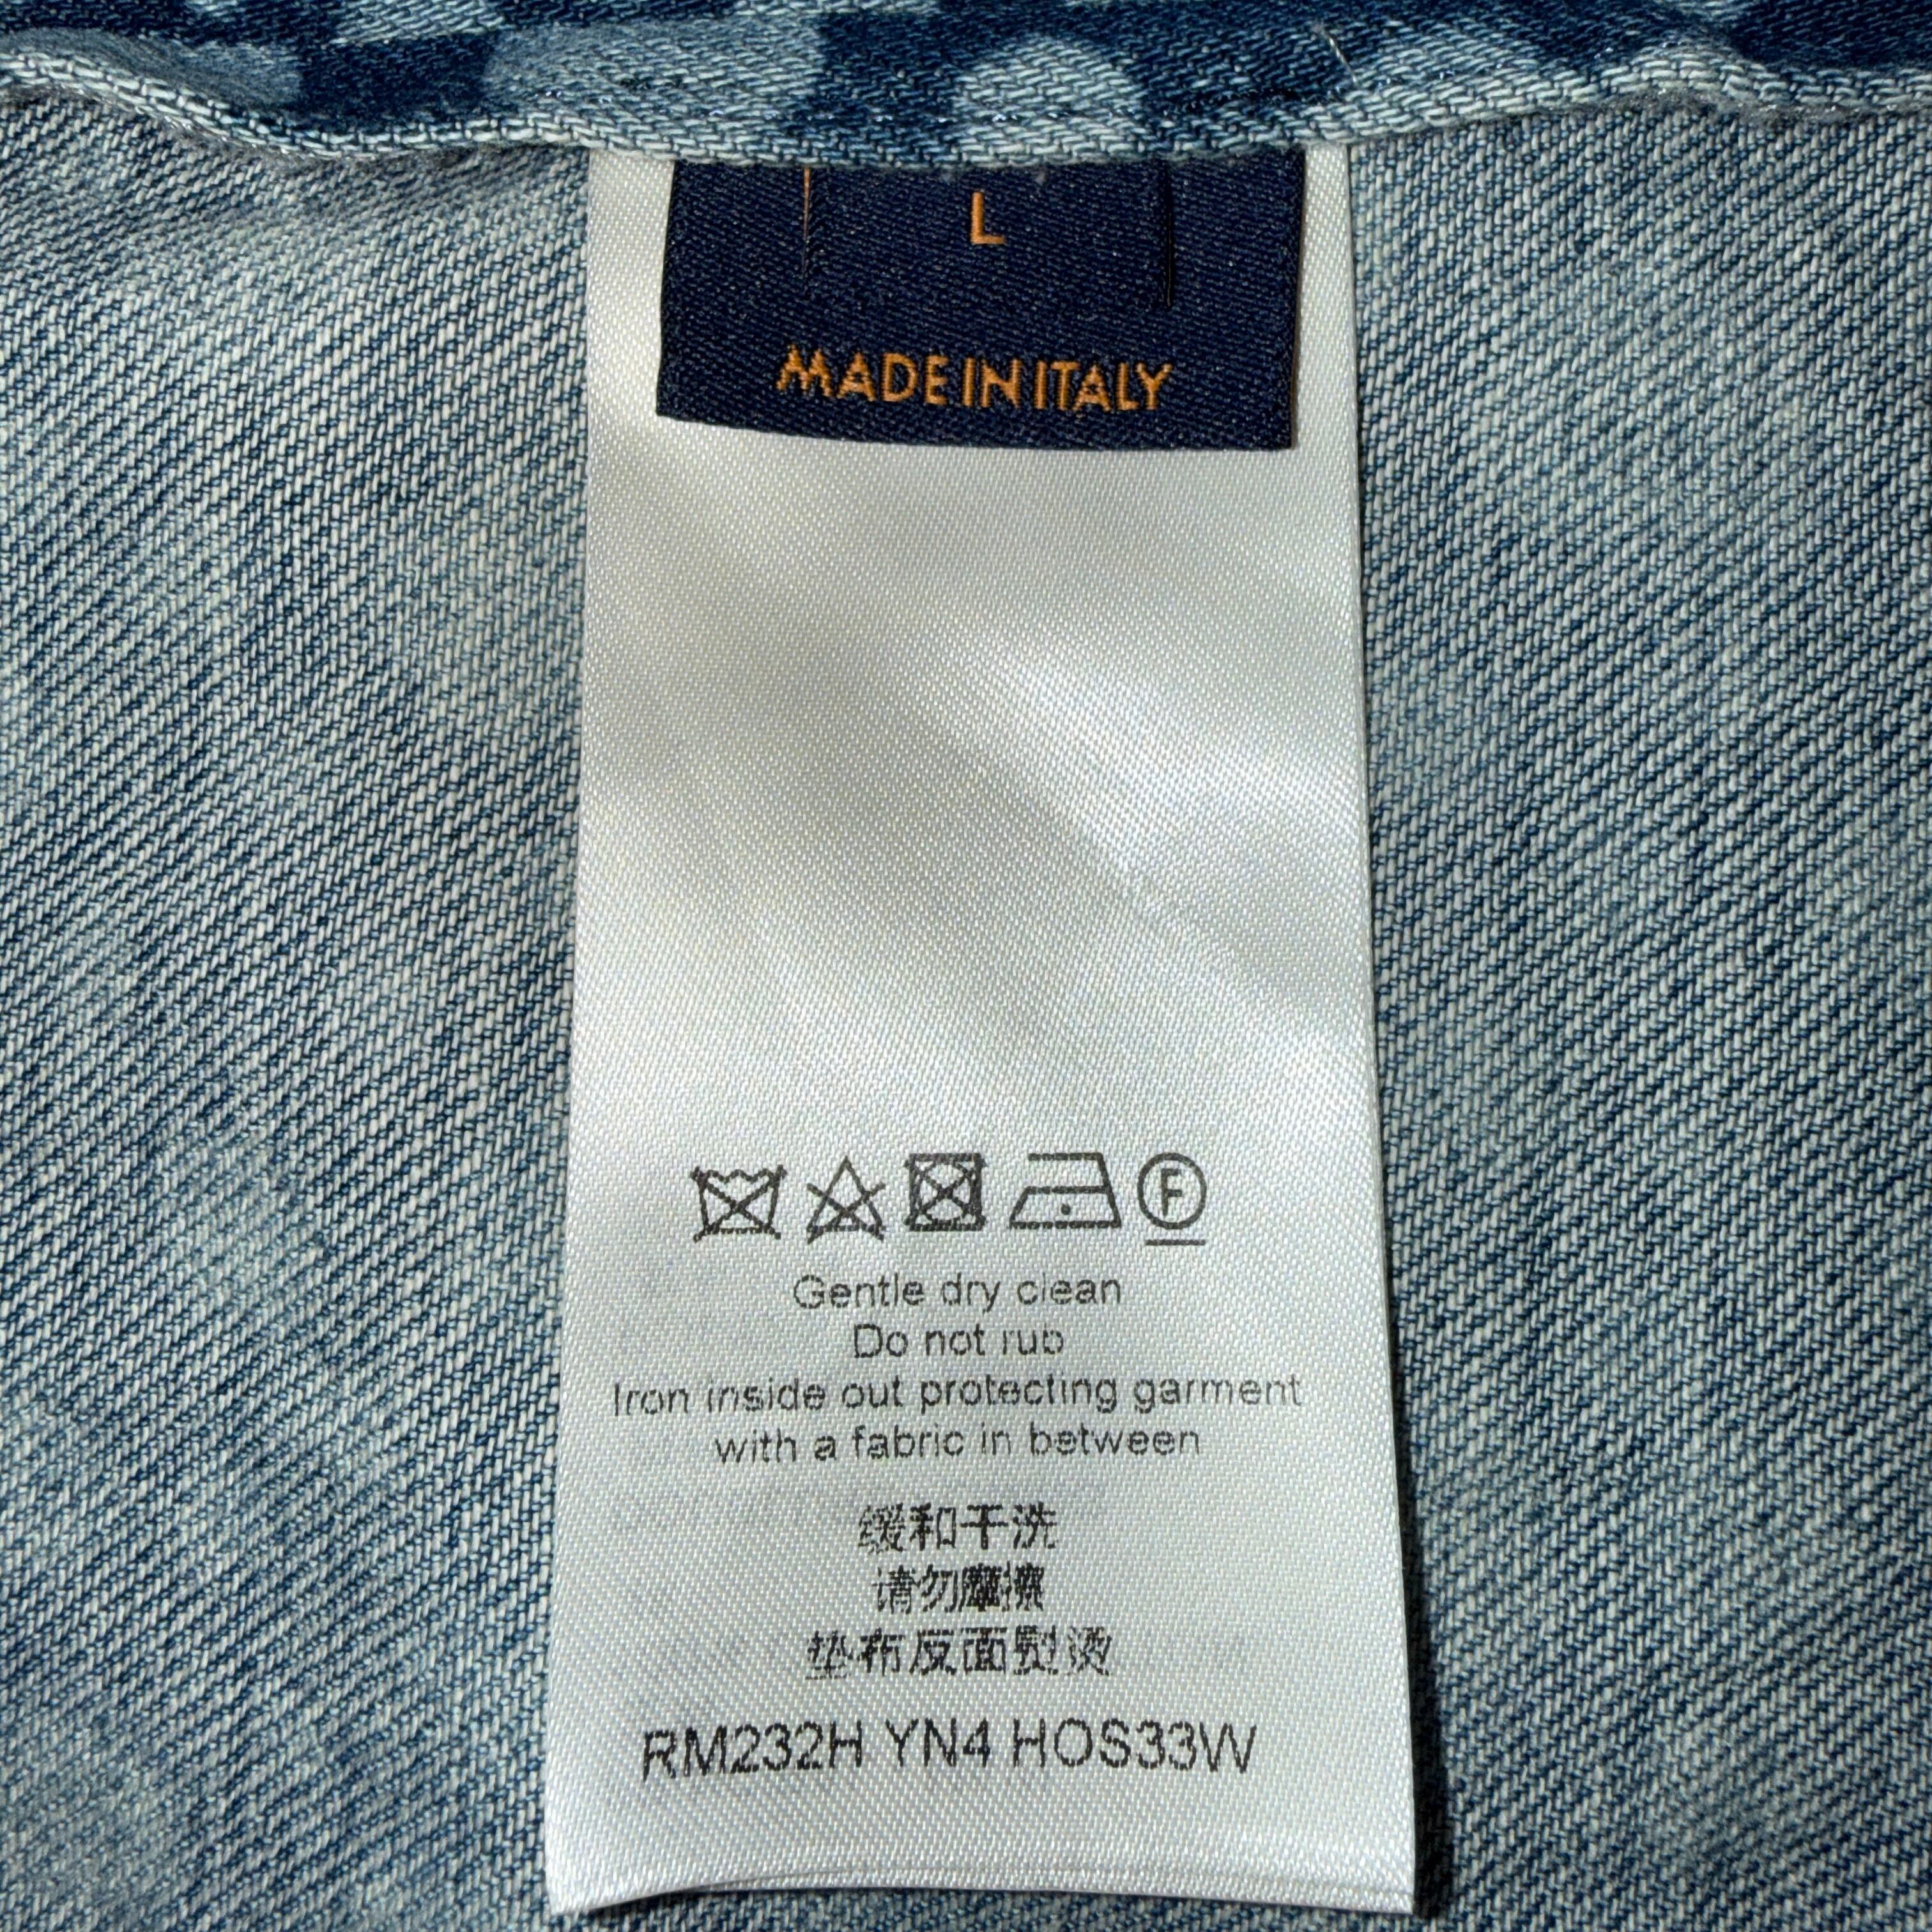 L
MADE IN ITALY
F
Gentle dry clean
Do not rub
Iron inside out protecting garment
with a fabric in between
缓和干洗
请勿摩擦
垫布反面熨烫
RM232H YN4 HOS33W